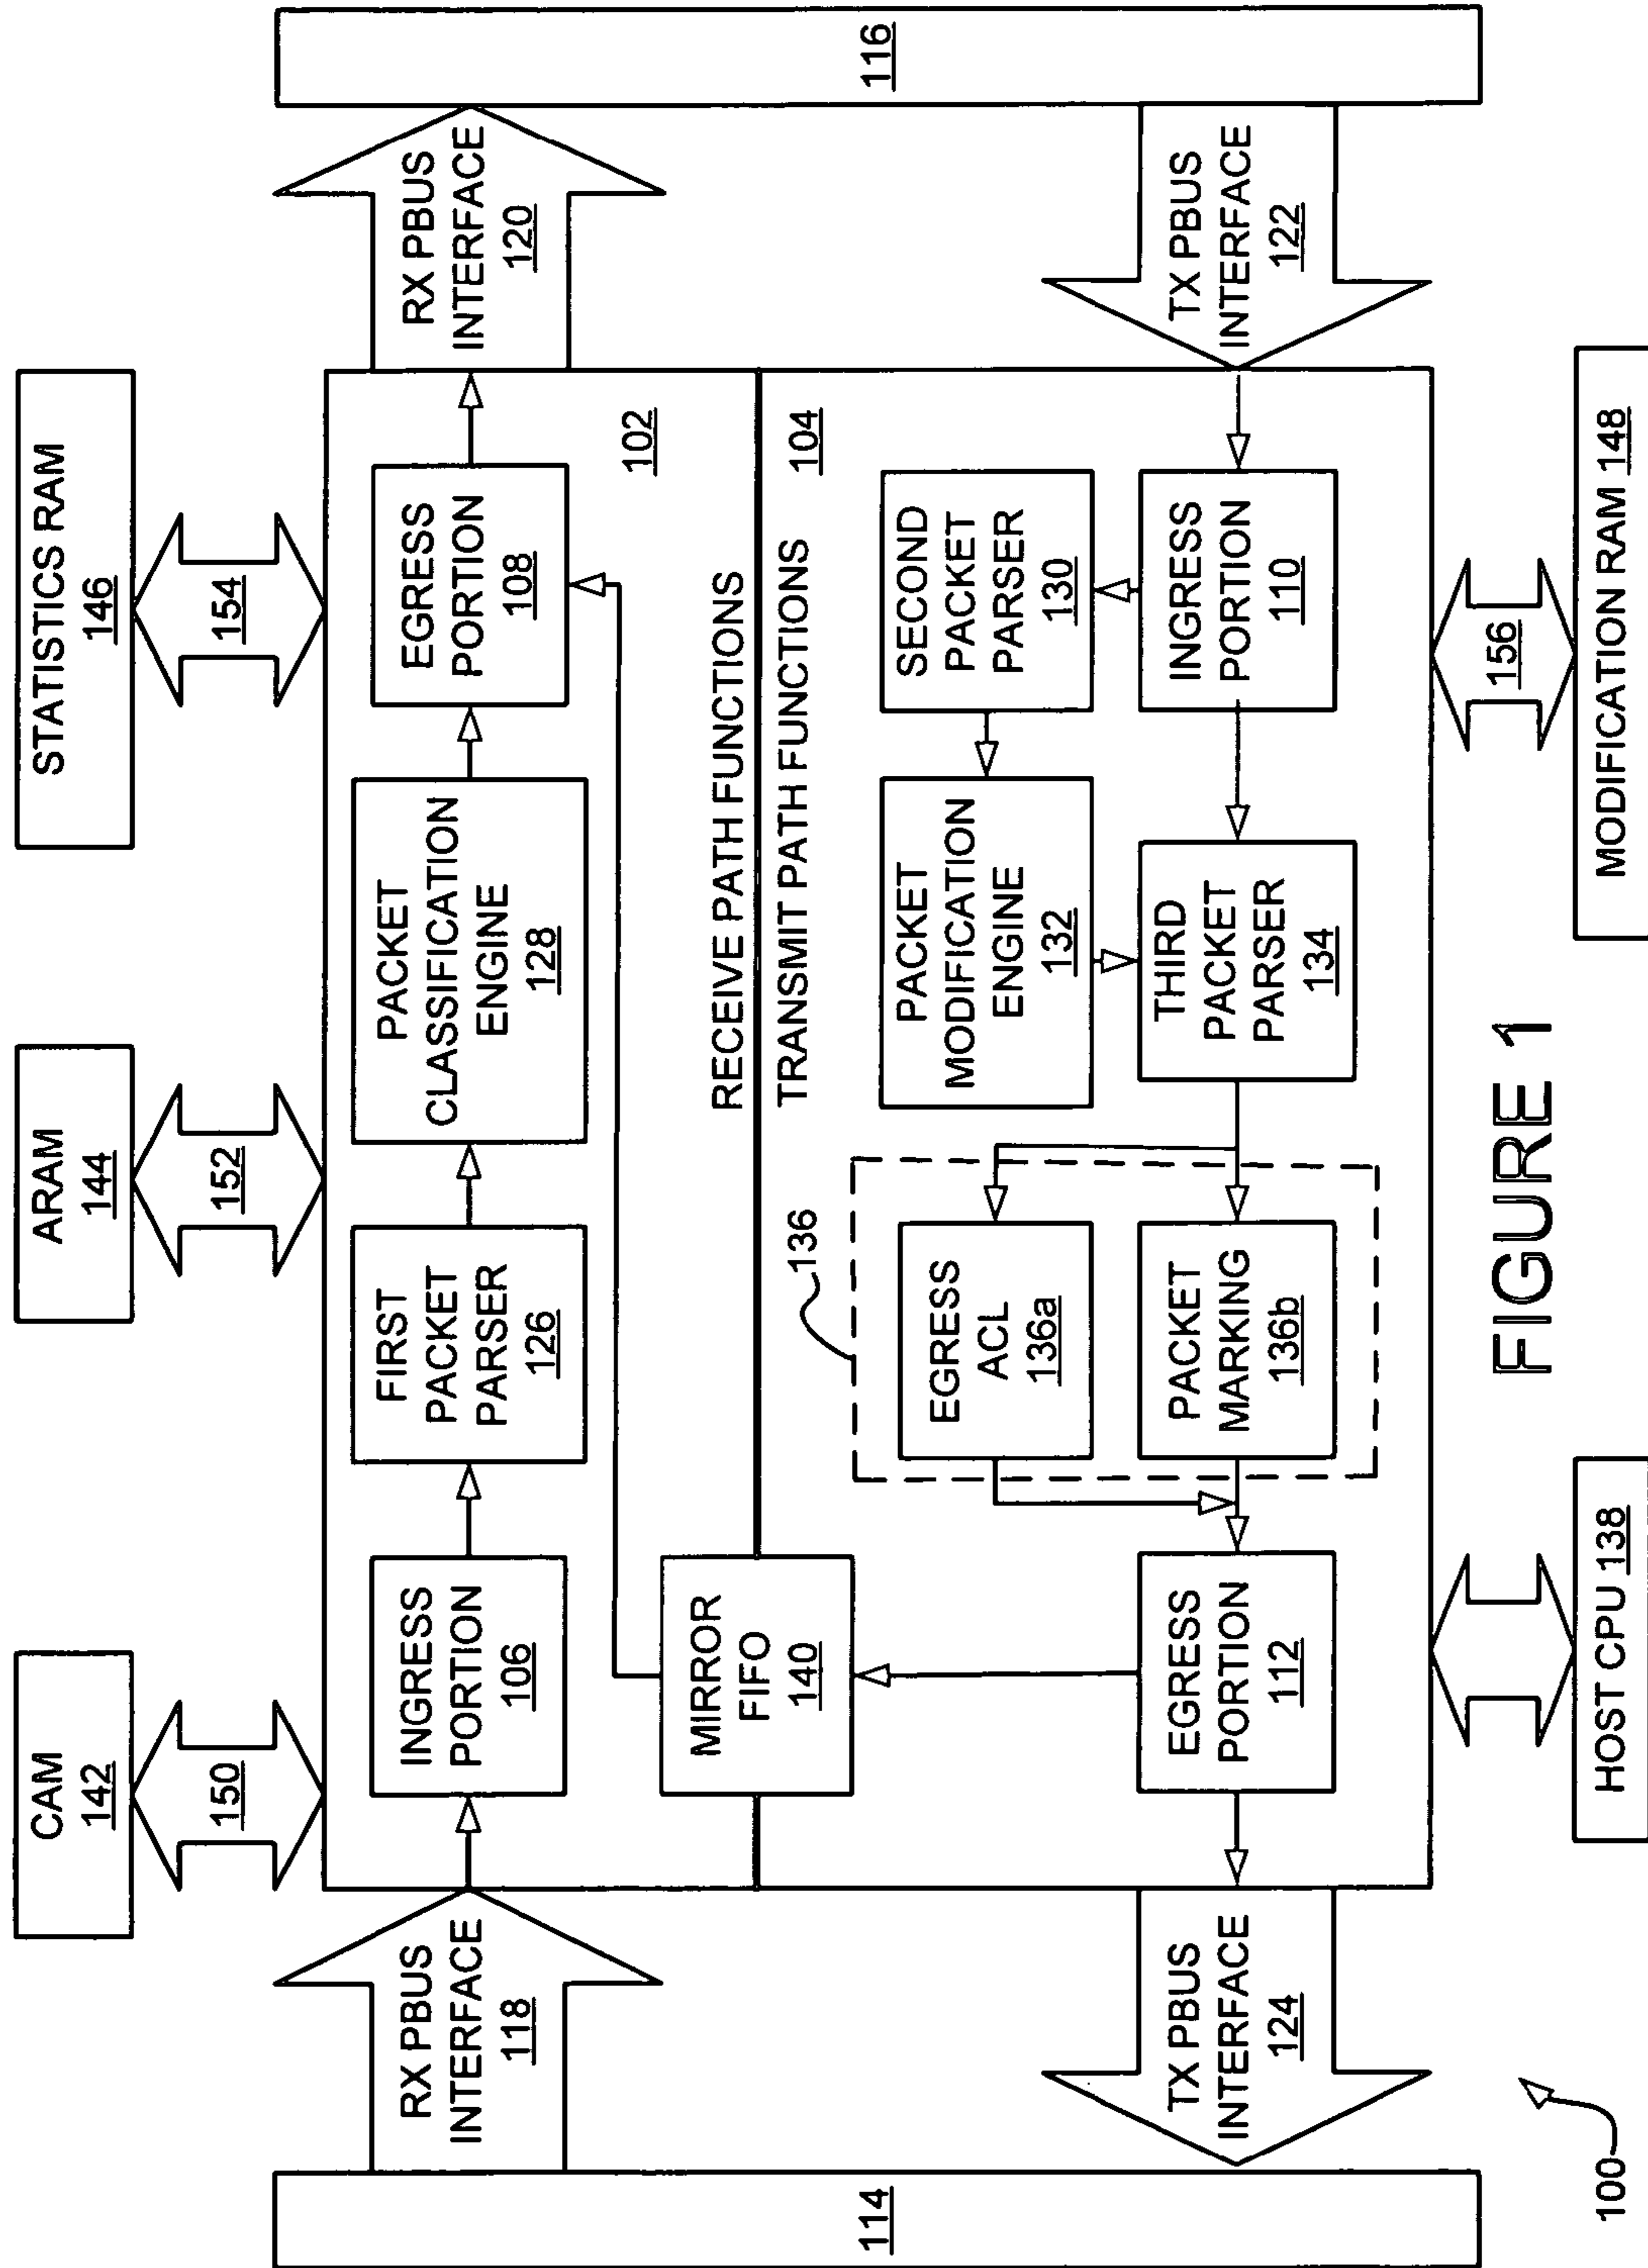 CAM
142
ARAM
144
STATISTICS RAM
146
150
152
154
RX PBUS
INTERFACE
118
INGRESS
PORTION
106
FIRST
PACKET
PARSER
126
PACKET
CLASSIFICATION
ENGINE
128
EGRESS
PORTION
108
RX PBUS
INTERFACE
120
102
MIRROR
FIFO
140
RECEIVE PATH FUNCTIONS
TRANSMIT PATH FUNCTIONS
104
114
116
136
EGRESS
ACL
136a
PACKET
MODIFICATION
ENGINE
132
SECOND
PACKET
PARSER
130
TX PBUS
INTERFACE
124
EGRESS
PORTION
112
PACKET
MARKING
136b
THIRD
PACKET
PARSER
134
INGRESS
PORTION
110
TX PBUS
INTERFACE
122
156
HOST CPU 138
MODIFICATION RAM 148
100
FIGURE 1